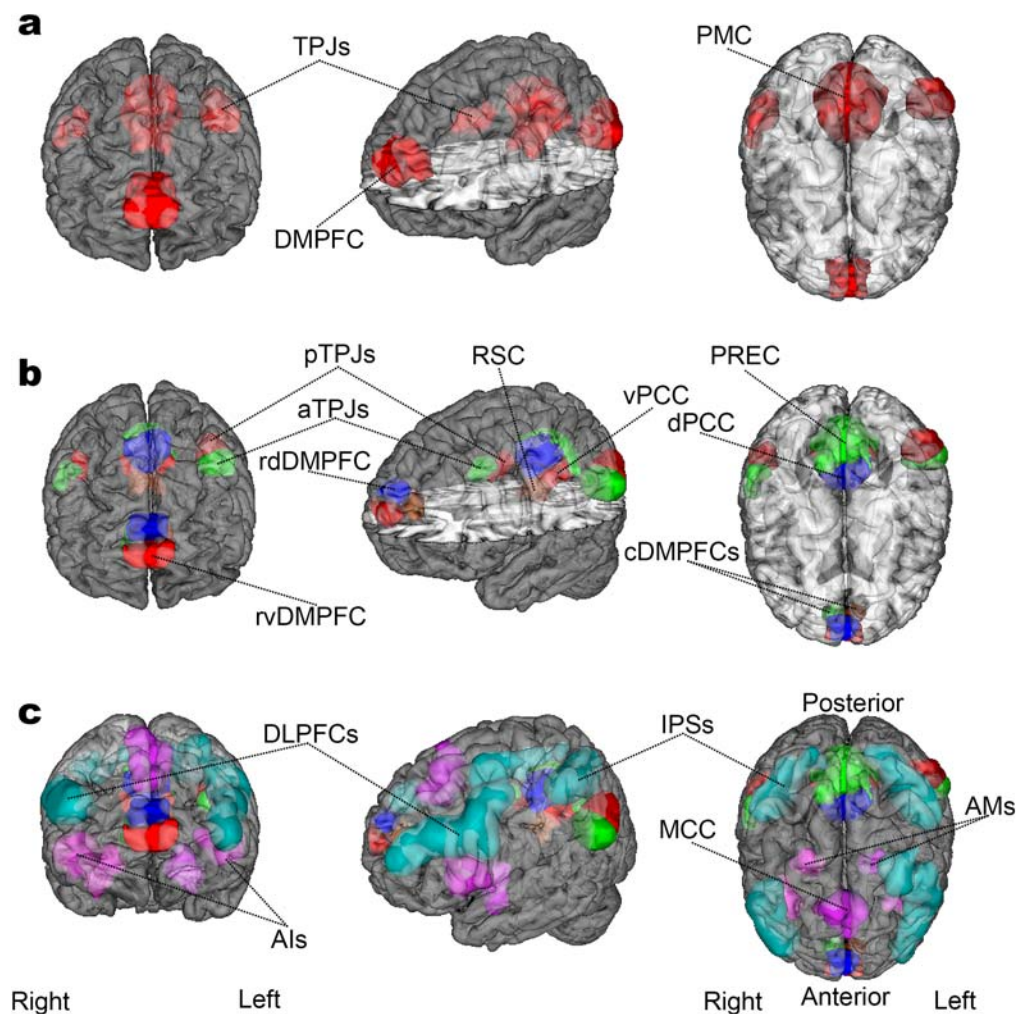 a
TPJs
PMC
DMPFC
b
pTPJs
RSC
PREC
aTPJs
vPCC
dPCC
rdDMPFC
cDMPFCs
rvDMPFC
c
Posterior
DLPFCs
IPSs
AMs
MCC
AIs
Right Left Right Anterior Left